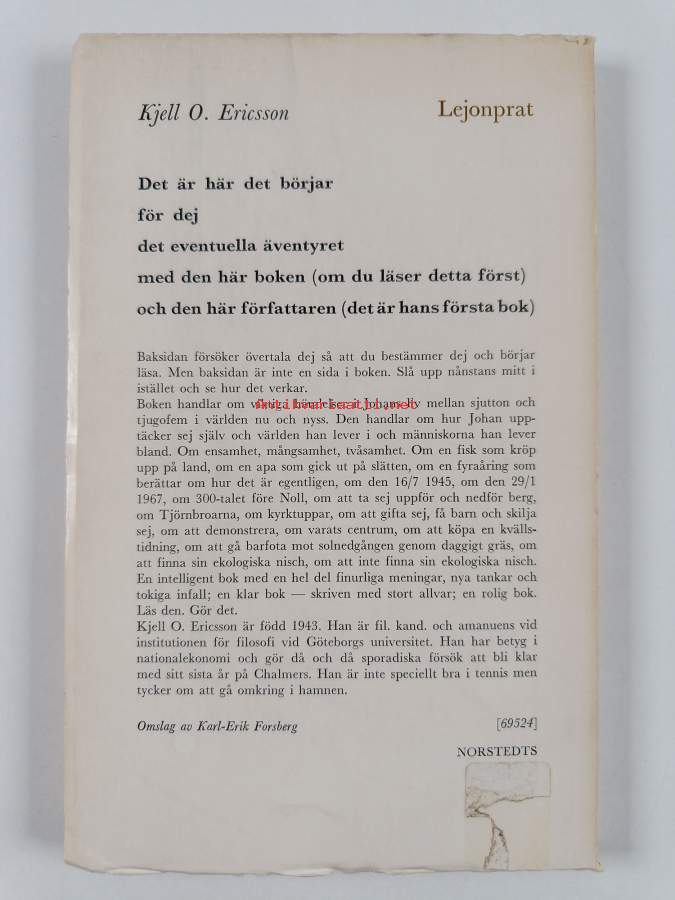 Kjell O. Ericsson
Lejonprat
Det är här det börjar
för dej
det eventuella äventyret
med den här boken (om du läser detta först)
och den här författaren (det är hans första bok)
Baksidan försöker övertala dej så att du bestämmer dej och börjar
läsa. Men baksidan är inte en sida i boken. Slå upp nånstans mitt i
istället och se hur det verkar.
Boken handlar om viktiga händelser i Johans liv mellan sjutton och
tjugofem i världen nu och nyss. Den handlar om hur Johan upp-
täcker sej själv och världen han lever i och människorna han lever
bland. Om ensamhet, mångsamhet, tvåsamhet. Om en fisk som kröp
upp på land, om en apa som gick ut på slätten, om en fyraåring som
berättar om hur det är egentligen, om den 16/7 1945, om den 29/1
1967, om 300-talet före Noll, om att ta sej uppför och nedför berg,
om Tjörnbroarna, om kyrktuppar, om att gifta sej, få barn och skilja
sej, om att demonstrera, om varats centrum, om att köpa en kvälls-
tidning, om att gå barfota mot solnedgången genom daggigt gräs, om
att finna sin ekologiska nisch, om att inte finna sin ekologiska nisch.
En intelligent bok med en hel del finurliga meningar, nya tankar och
tokiga infall; en klar bok — skriven med stort allvar; en rolig bok.
Läs den. Gör det.
Kjell O. Ericsson är född 1943. Han är fil. kand. och amanuens vid
institutionen för filosofi vid Göteborgs universitet. Han har betyg i
nationalekonomi och gör då och då sporadiska försök att bli klar
med sitt sista år på Chalmers. Han är inte speciellt bra i tennis men
tycker om att gå omkring i hamnen.
Omslag av Karl-Erik Forsberg
[69524]
NORSTEDTS